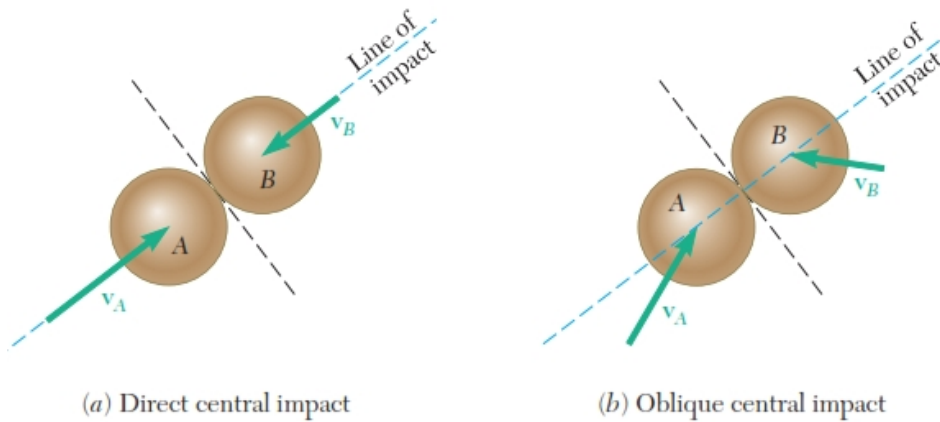 Line of
impact
v_B
B
A
v_A
(a) Direct central impact
Line of
impact
B
v_B
A
v_A
(b) Oblique central impact